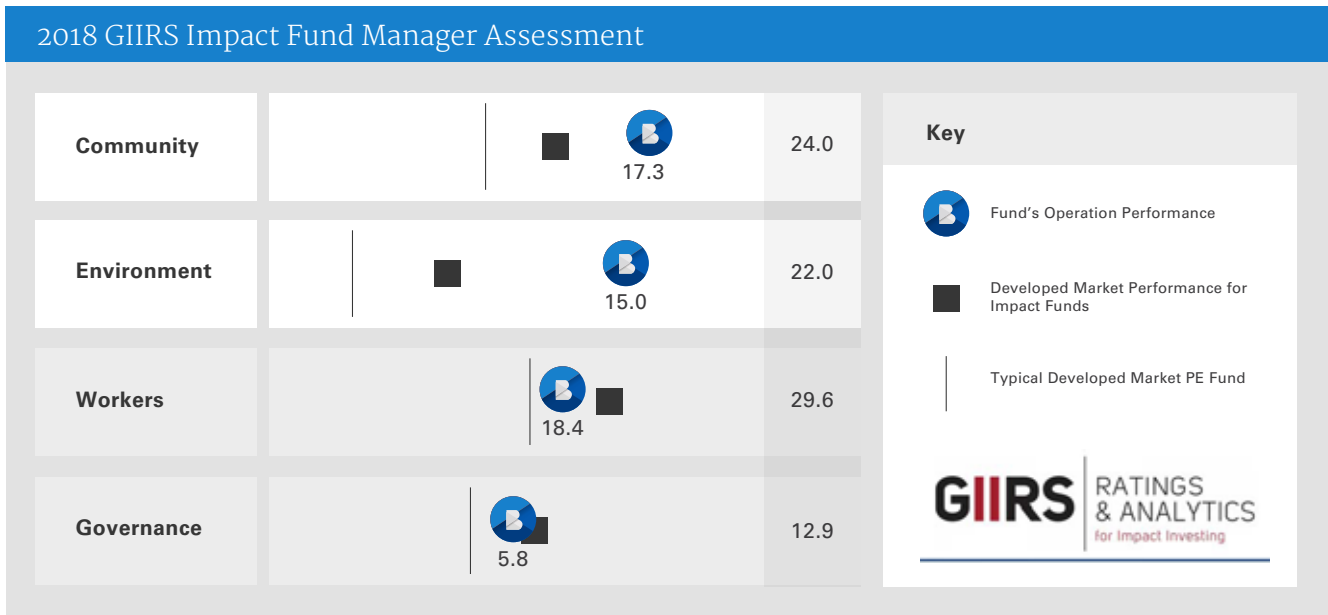 2018 GIIRS Impact Fund Manager Assessment
Community
17.3
24.0
Environment
15.0
22.0
Workers
18.4
29.6
Governance
5.8
12.9
Key
B
Fund's Operation Performance
Developed Market Performance for
Impact Funds
Typical Developed Market PE Fund
GIIRS
RATINGS
& ANALYTICS
for Impact Investing